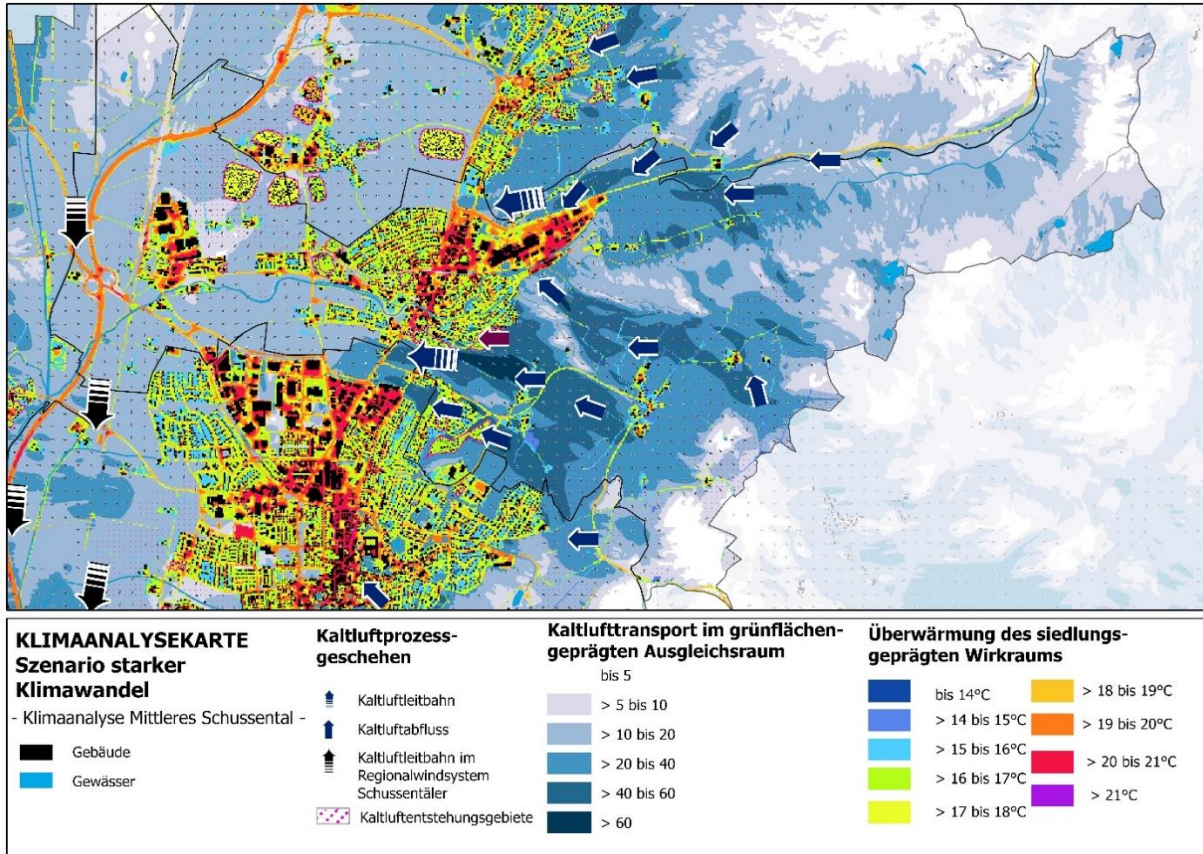 KLIMAANALYSEKARTE
Szenario starker
Klimawandel
- Klimaanalyse Mittleres Schussental -
Gebäude
Gewässer
Kaltluftprozess-
geschehen
Kaltluftleitbahn
Kaltluftabfluss
Kaltluftleitbahn im
Regionalwindsystem
Schussentäler
Kaltluftentstehungsgebiete
Kaltlufttransport im grünflächen-
geprägten Ausgleichsraum
bis 5
> 5 bis 10
> 10 bis 20
> 20 bis 40
> 40 bis 60
> 60
Überwärmung des siedlungs-
geprägten Wirkraums
bis 14°C
> 14 bis 15°C
> 15 bis 16°C
> 16 bis 17°C
> 17 bis 18°C
> 18 bis 19°C
> 19 bis 20°C
> 20 bis 21°C
> 21°C